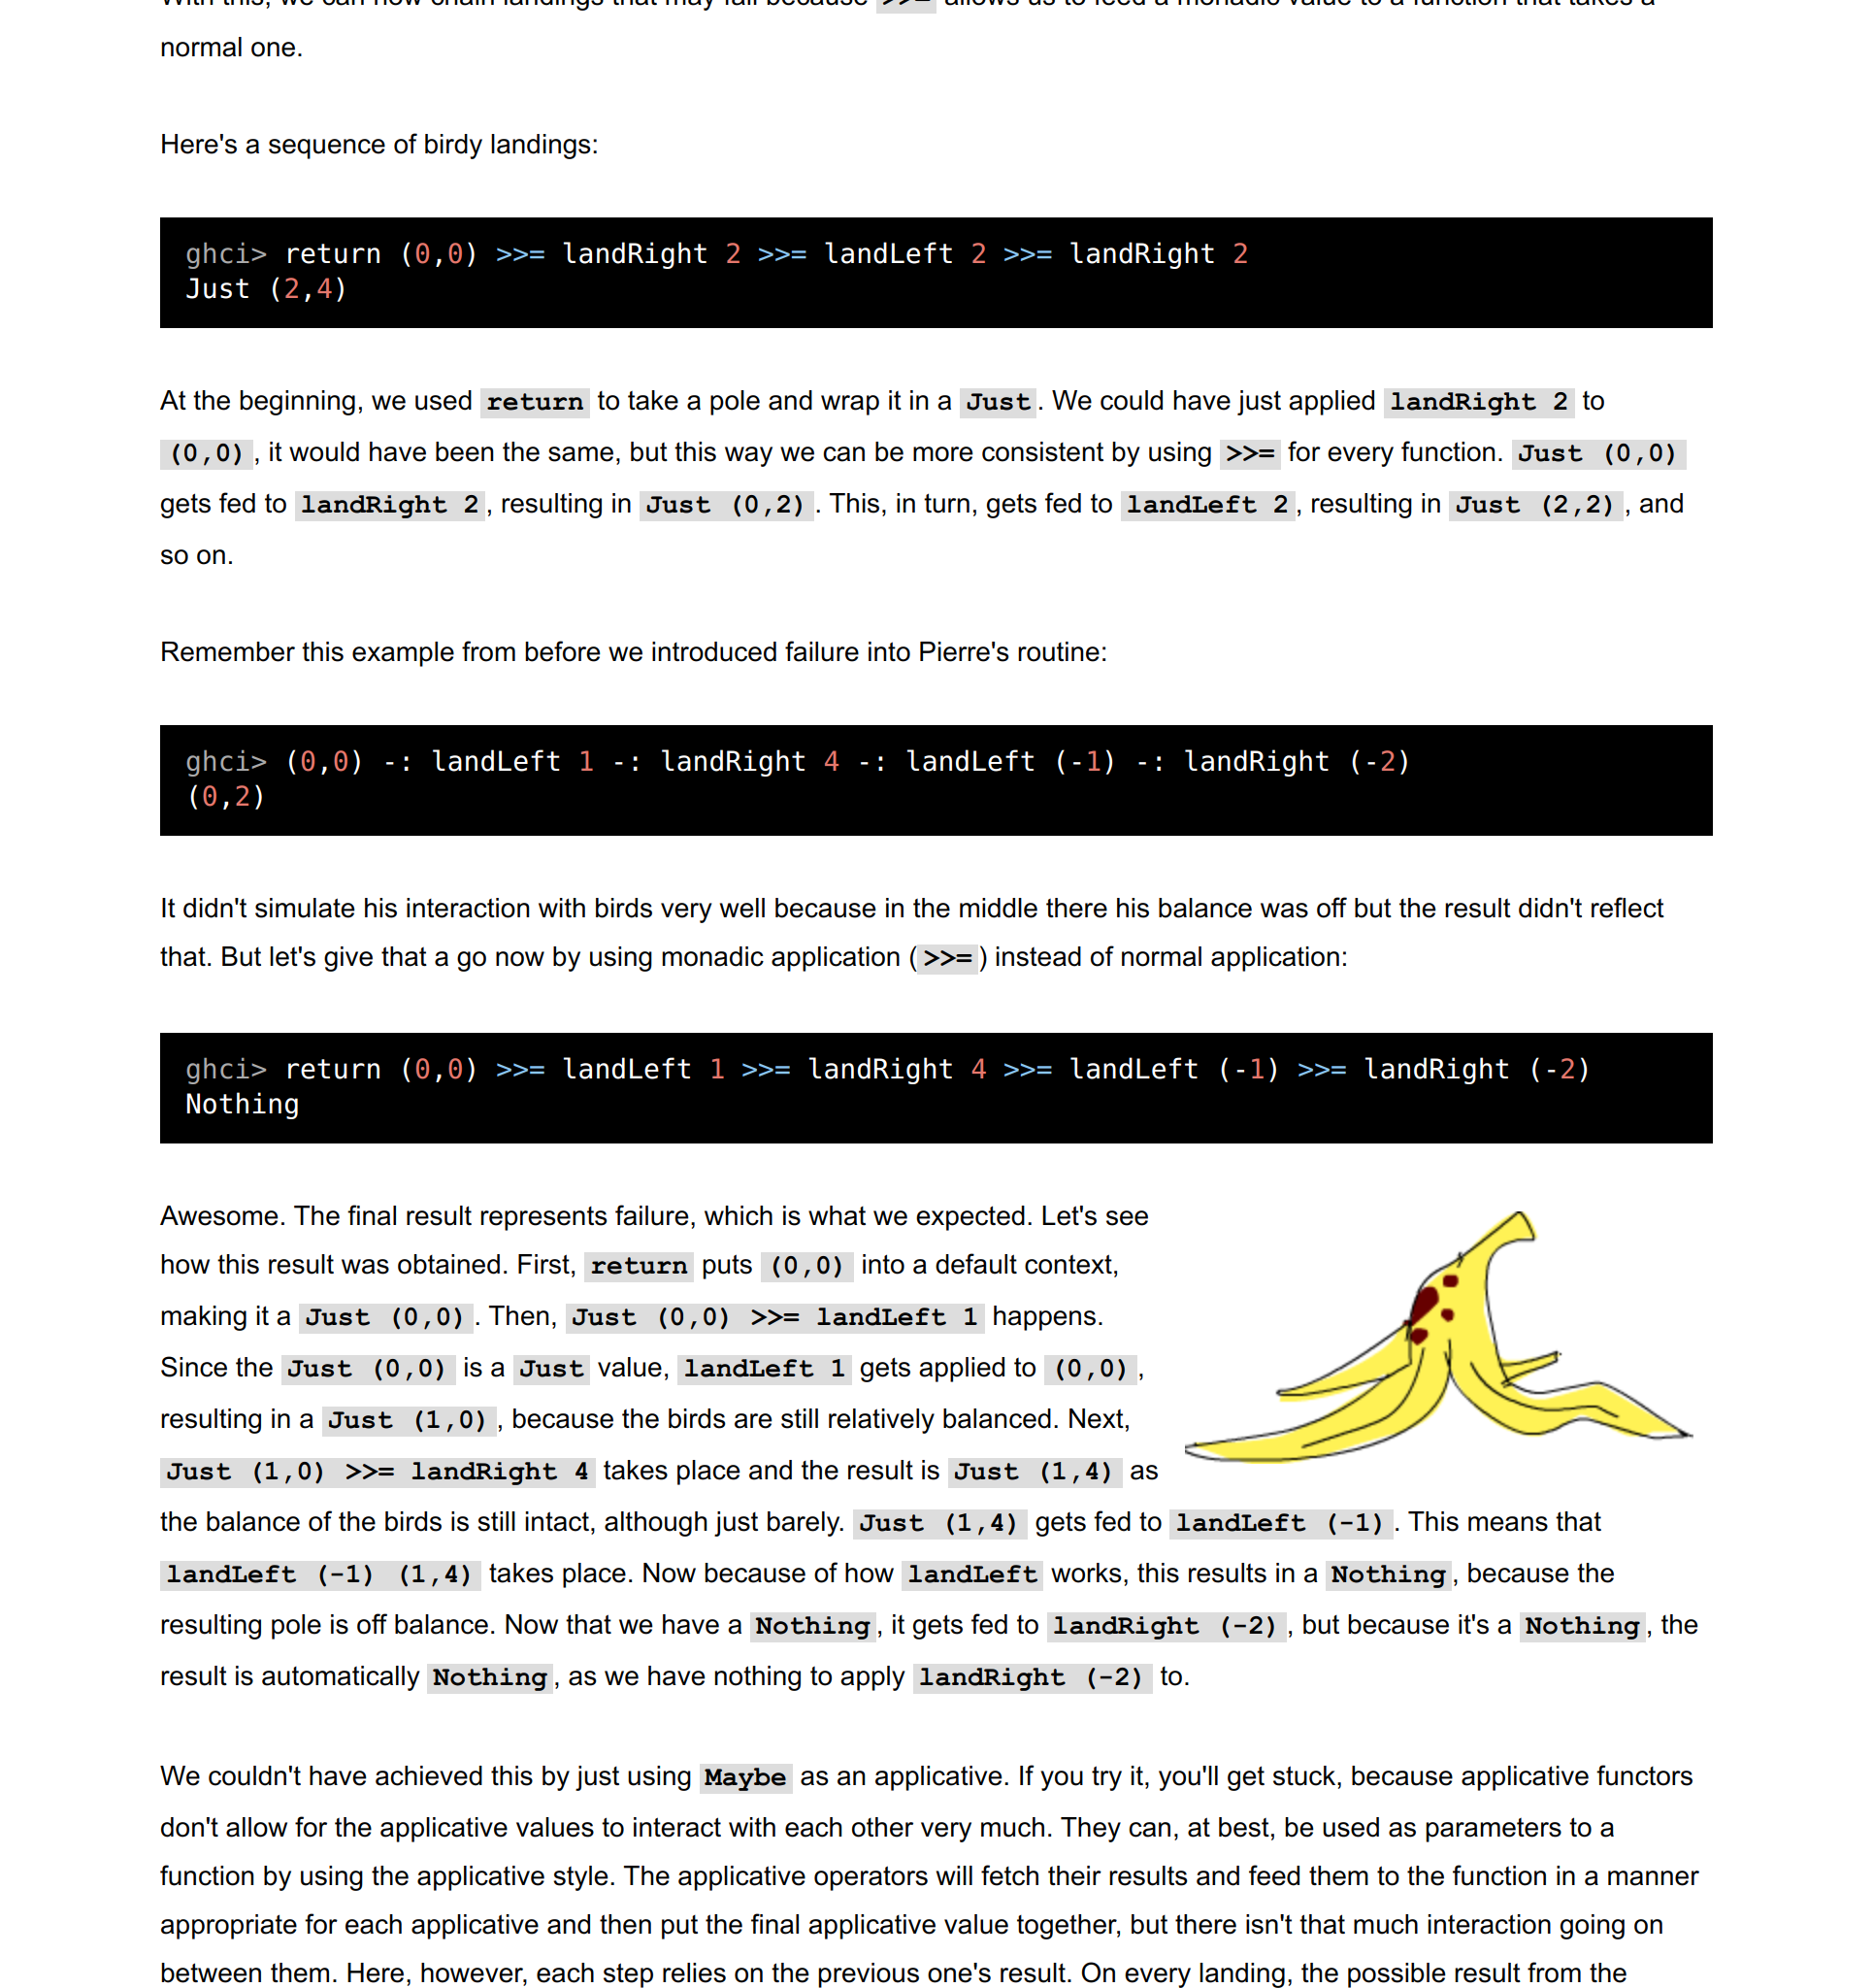 With this, we can now chain landings that may fail because >>= allows us to feed a monadic value to a function that takes a
normal one.
Here's a sequence of birdy landings:
ghci> return (0,0) >>= landRight 2 >>= landLeft 2 >>= landRight 2
Just (2,4)
At the beginning, we used return to take a pole and wrap it in a Just. We could have just applied landRight 2 to
(0,0), it would have been the same, but this way we can be more consistent by using >>= for every function. Just (0,0)
gets fed to landRight 2, resulting in Just (0,2). This, in turn, gets fed to landLeft 2, resulting in Just (2,2), and
so on.
Remember this example from before we introduced failure into Pierre's routine:
ghci> (0,0) -: landLeft 1 -: landRight 4 -: landLeft (-1) -: landRight (-2)
(0,2)
It didn't simulate his interaction with birds very well because in the middle there his balance was off but the result didn't reflect
that. But let's give that a go now by using monadic application (>>=) instead of normal application:
ghci> return (0,0) >>= landLeft 1 >>= landRight 4 >>= landLeft (-1) >>= landRight (-2)
Nothing
Awesome. The final result represents failure, which is what we expected. Let's see
how this result was obtained. First, return puts (0,0) into a default context,
making it a Just (0,0). Then, Just (0,0) >>= landLeft 1 happens.
Since the Just (0,0) is a Just value, landLeft 1 gets applied to (0,0),
resulting in a Just (1,0), because the birds are still relatively balanced. Next,
Just (1,0) >>= landRight 4 takes place and the result is Just (1,4) as
the balance of the birds is still intact, although just barely. Just (1,4) gets fed to landLeft (-1). This means that
landLeft (-1) (1,4) takes place. Now because of how landLeft works, this results in a Nothing, because the
resulting pole is off balance. Now that we have a Nothing, it gets fed to landRight (-2), but because it's a Nothing, the
result is automatically Nothing, as we have nothing to apply landRight (-2) to.
We couldn't have achieved this by just using Maybe as an applicative. If you try it, you'll get stuck, because applicative functors
don't allow for the applicative values to interact with each other very much. They can, at best, be used as parameters to a
function by using the applicative style. The applicative operators will fetch their results and feed them to the function in a manner
appropriate for each applicative and then put the final applicative value together, but there isn't that much interaction going on
between them. Here, however, each step relies on the previous one's result. On every landing, the possible result from the